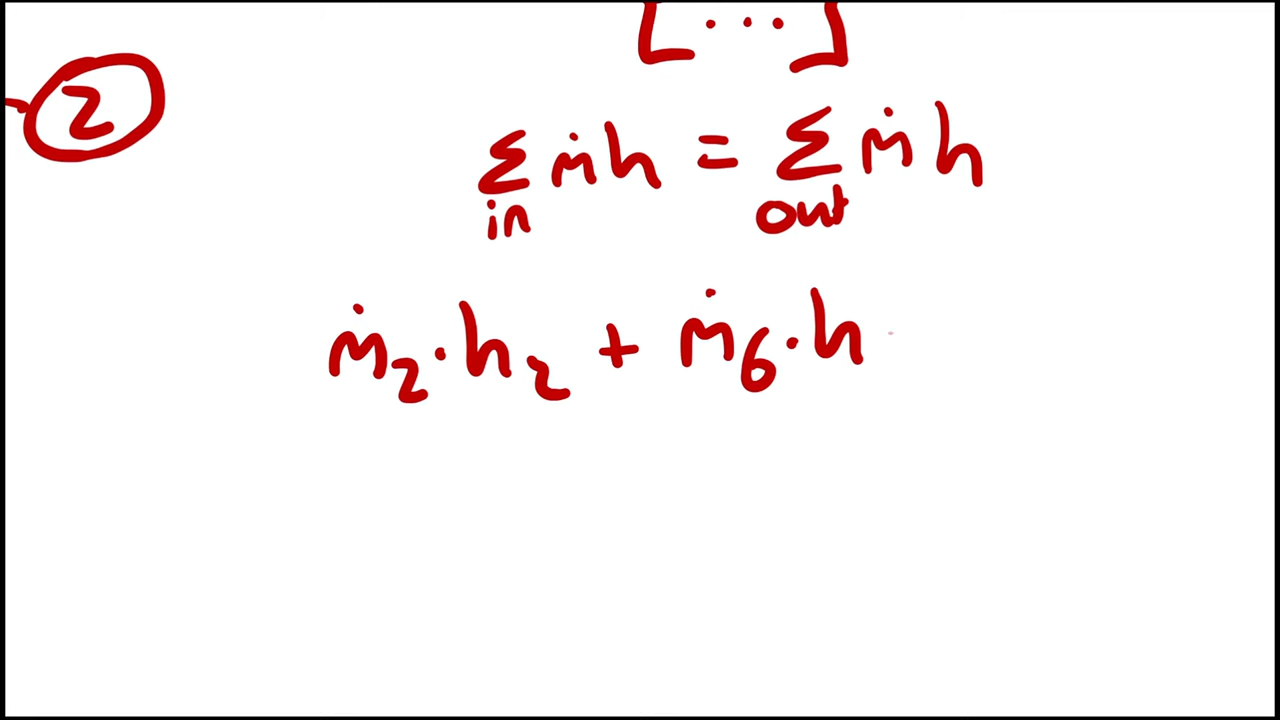 [...]
2
Σ ṁh = Σ ṁh
in out
ṁ₂·h₂ + ṁ₆·h